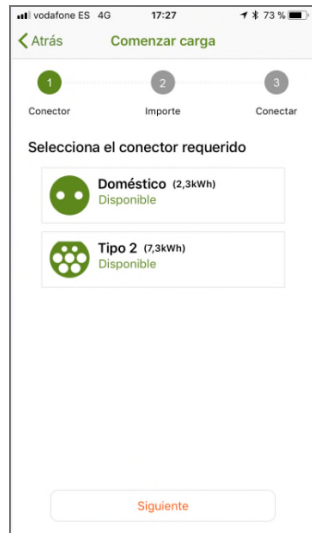 vodafone ES 4G 17:27 73 %
Atrás Comenzar carga
1 2 3
Conector Importe Conectar
Selecciona el conector requerido
Doméstico (2,3kWh)
Disponible
Tipo 2 (7,3kWh)
Disponible
Siguiente